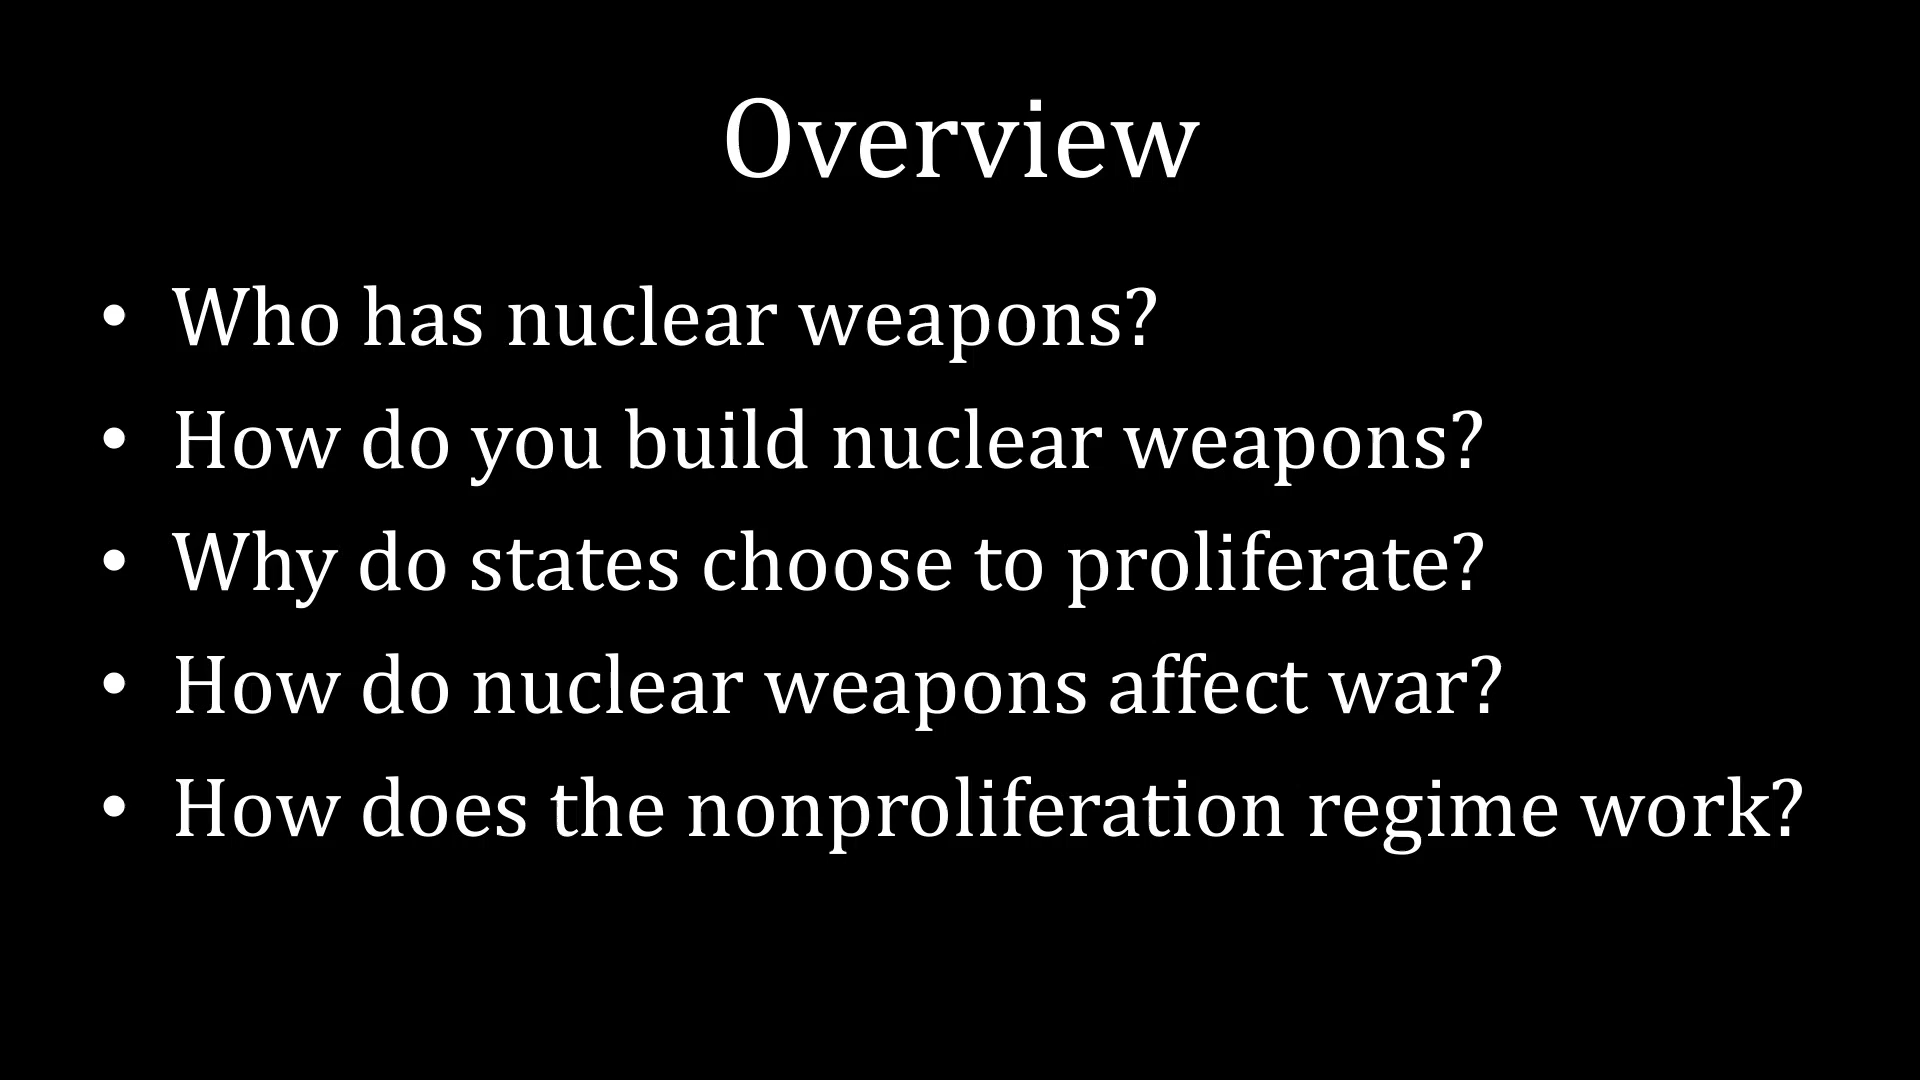 Overview
• Who has nuclear weapons?
• How do you build nuclear weapons?
• Why do states choose to proliferate?
• How do nuclear weapons affect war?
• How does the nonproliferation regime work?